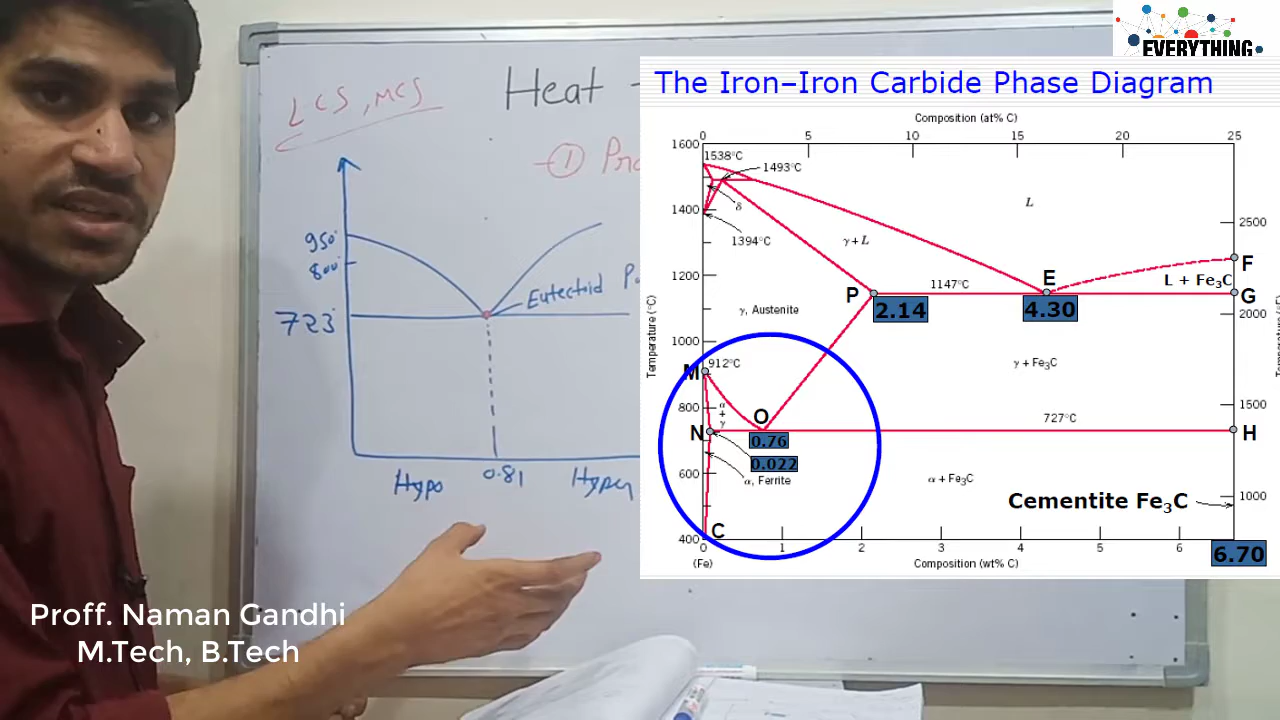 EVERYTHING
LCS, MCS
Heat -
① Pro
950°
800°
723°
Eutectoid P
Hypo
0.81
Hyper
Proff. Naman Gandhi
M.Tech, B.Tech
The Iron–Iron Carbide Phase Diagram
Composition (at% C)
0 5 10 15 20 25
1600
1538°C
1493°C
L
δ
1400
2500
1394°C
γ + L
F
1200
E
L + Fe₃C
P
1147°C
G
2.14
4.30
γ, Austenite
2000
Temperature (°C)
1000
M
912°C
γ + Fe₃C
800
α
+
γ
O
1500
727°C
N
H
0.76
0.022
600
α, Ferrite
α + Fe₃C
Cementite Fe₃C
1000
C
400
0 1 2 3 4 5 6
6.70
(Fe)
Composition (wt% C)